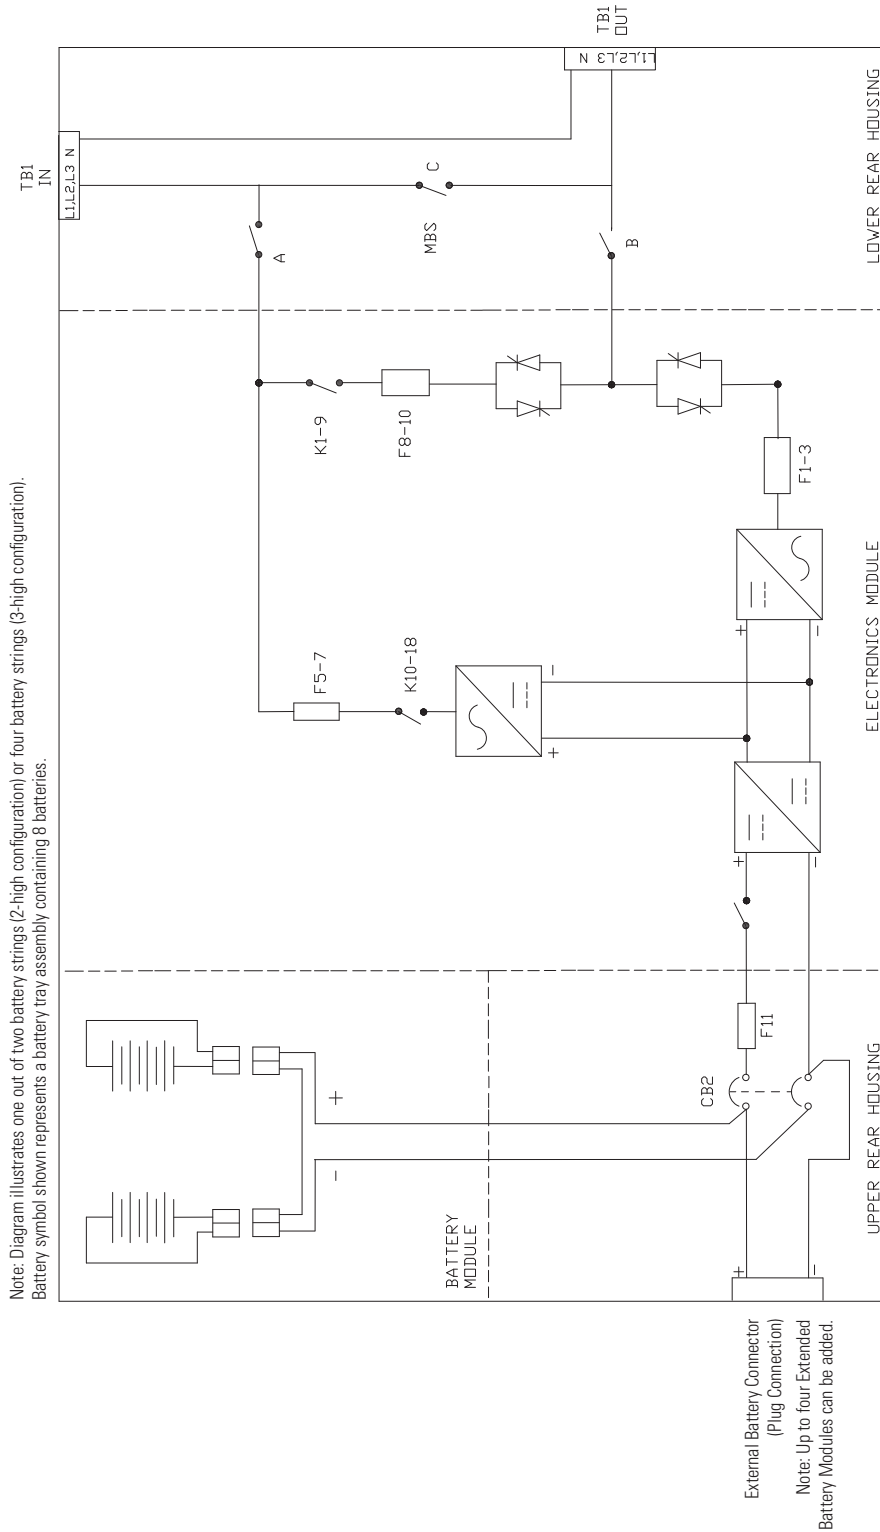 Note: Diagram illustrates one out of two battery strings (2-high configuration) or four battery strings (3-high configuration).
Battery symbol shown represents a battery tray assembly containing 8 batteries.
TB1
IN
L1,L2,L3 N
TB1
OUT
L1,L2,L3 N
A
MBS
C
B
LOWER REAR HOUSING
K1-9
F8-10
F1-3
F5-7
K10-18
-
+
+
-
+
-
ELECTRONICS MODULE
+
-
BATTERY
MODULE
CB2
F11
+
-
UPPER REAR HOUSING
External Battery Connector
(Plug Connection)
Note: Up to four Extended
Battery Modules can be added.